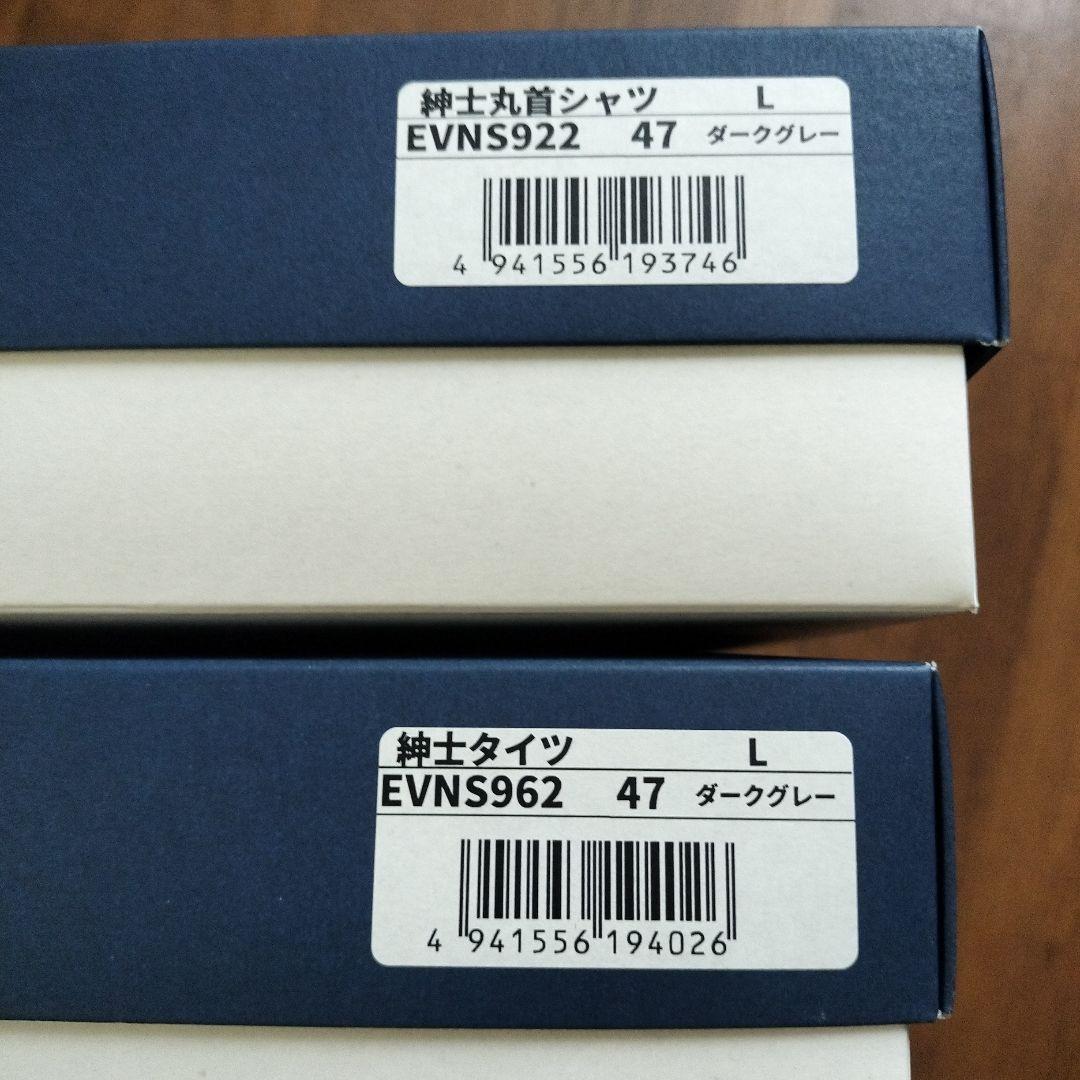 紳士丸首シャツ L
EVNS922 47 ダークグレー
4 941556 193746
紳士タイツ L
EVNS962 47 ダークグレー
4 941556 194026